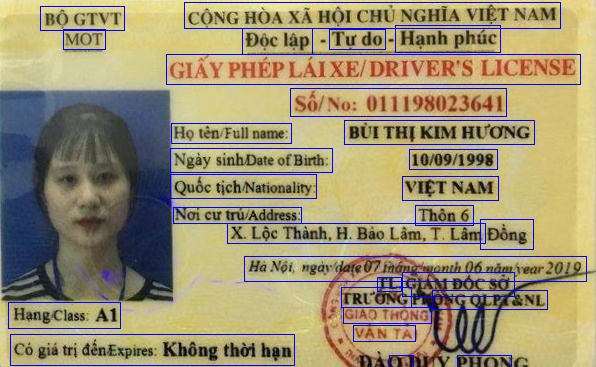 BỘ GTVT
MOT
CỘNG HÒA XÃ HỘI CHỦ NGHĨA VIỆT NAM
Độc lập - Tự do - Hạnh phúc
GIẤY PHÉP LÁI XE/ DRIVER'S LICENSE
Số/No: 011198023641
Họ tên/Full name: BÙI THỊ KIM HƯƠNG
Ngày sinh/Date of Birth: 10/09/1998
Quốc tịch/Nationality: VIỆT NAM
Nơi cư trú/Address: Thôn 6
X. Lộc Thành, H. Bảo Lâm, T. Lâm Đồng
Hà Nội, ngày/date 07 tháng/month 06 năm/year 2019
TL. GIÁM ĐỐC SỞ
TRƯỞNG PHÒNG QLPT&NL
GIAO THÔNG
VẬN TẢI
Hạng/Class: A1
Có giá trị đến/Expires: Không thời hạn
ĐÀO DUY PHONG